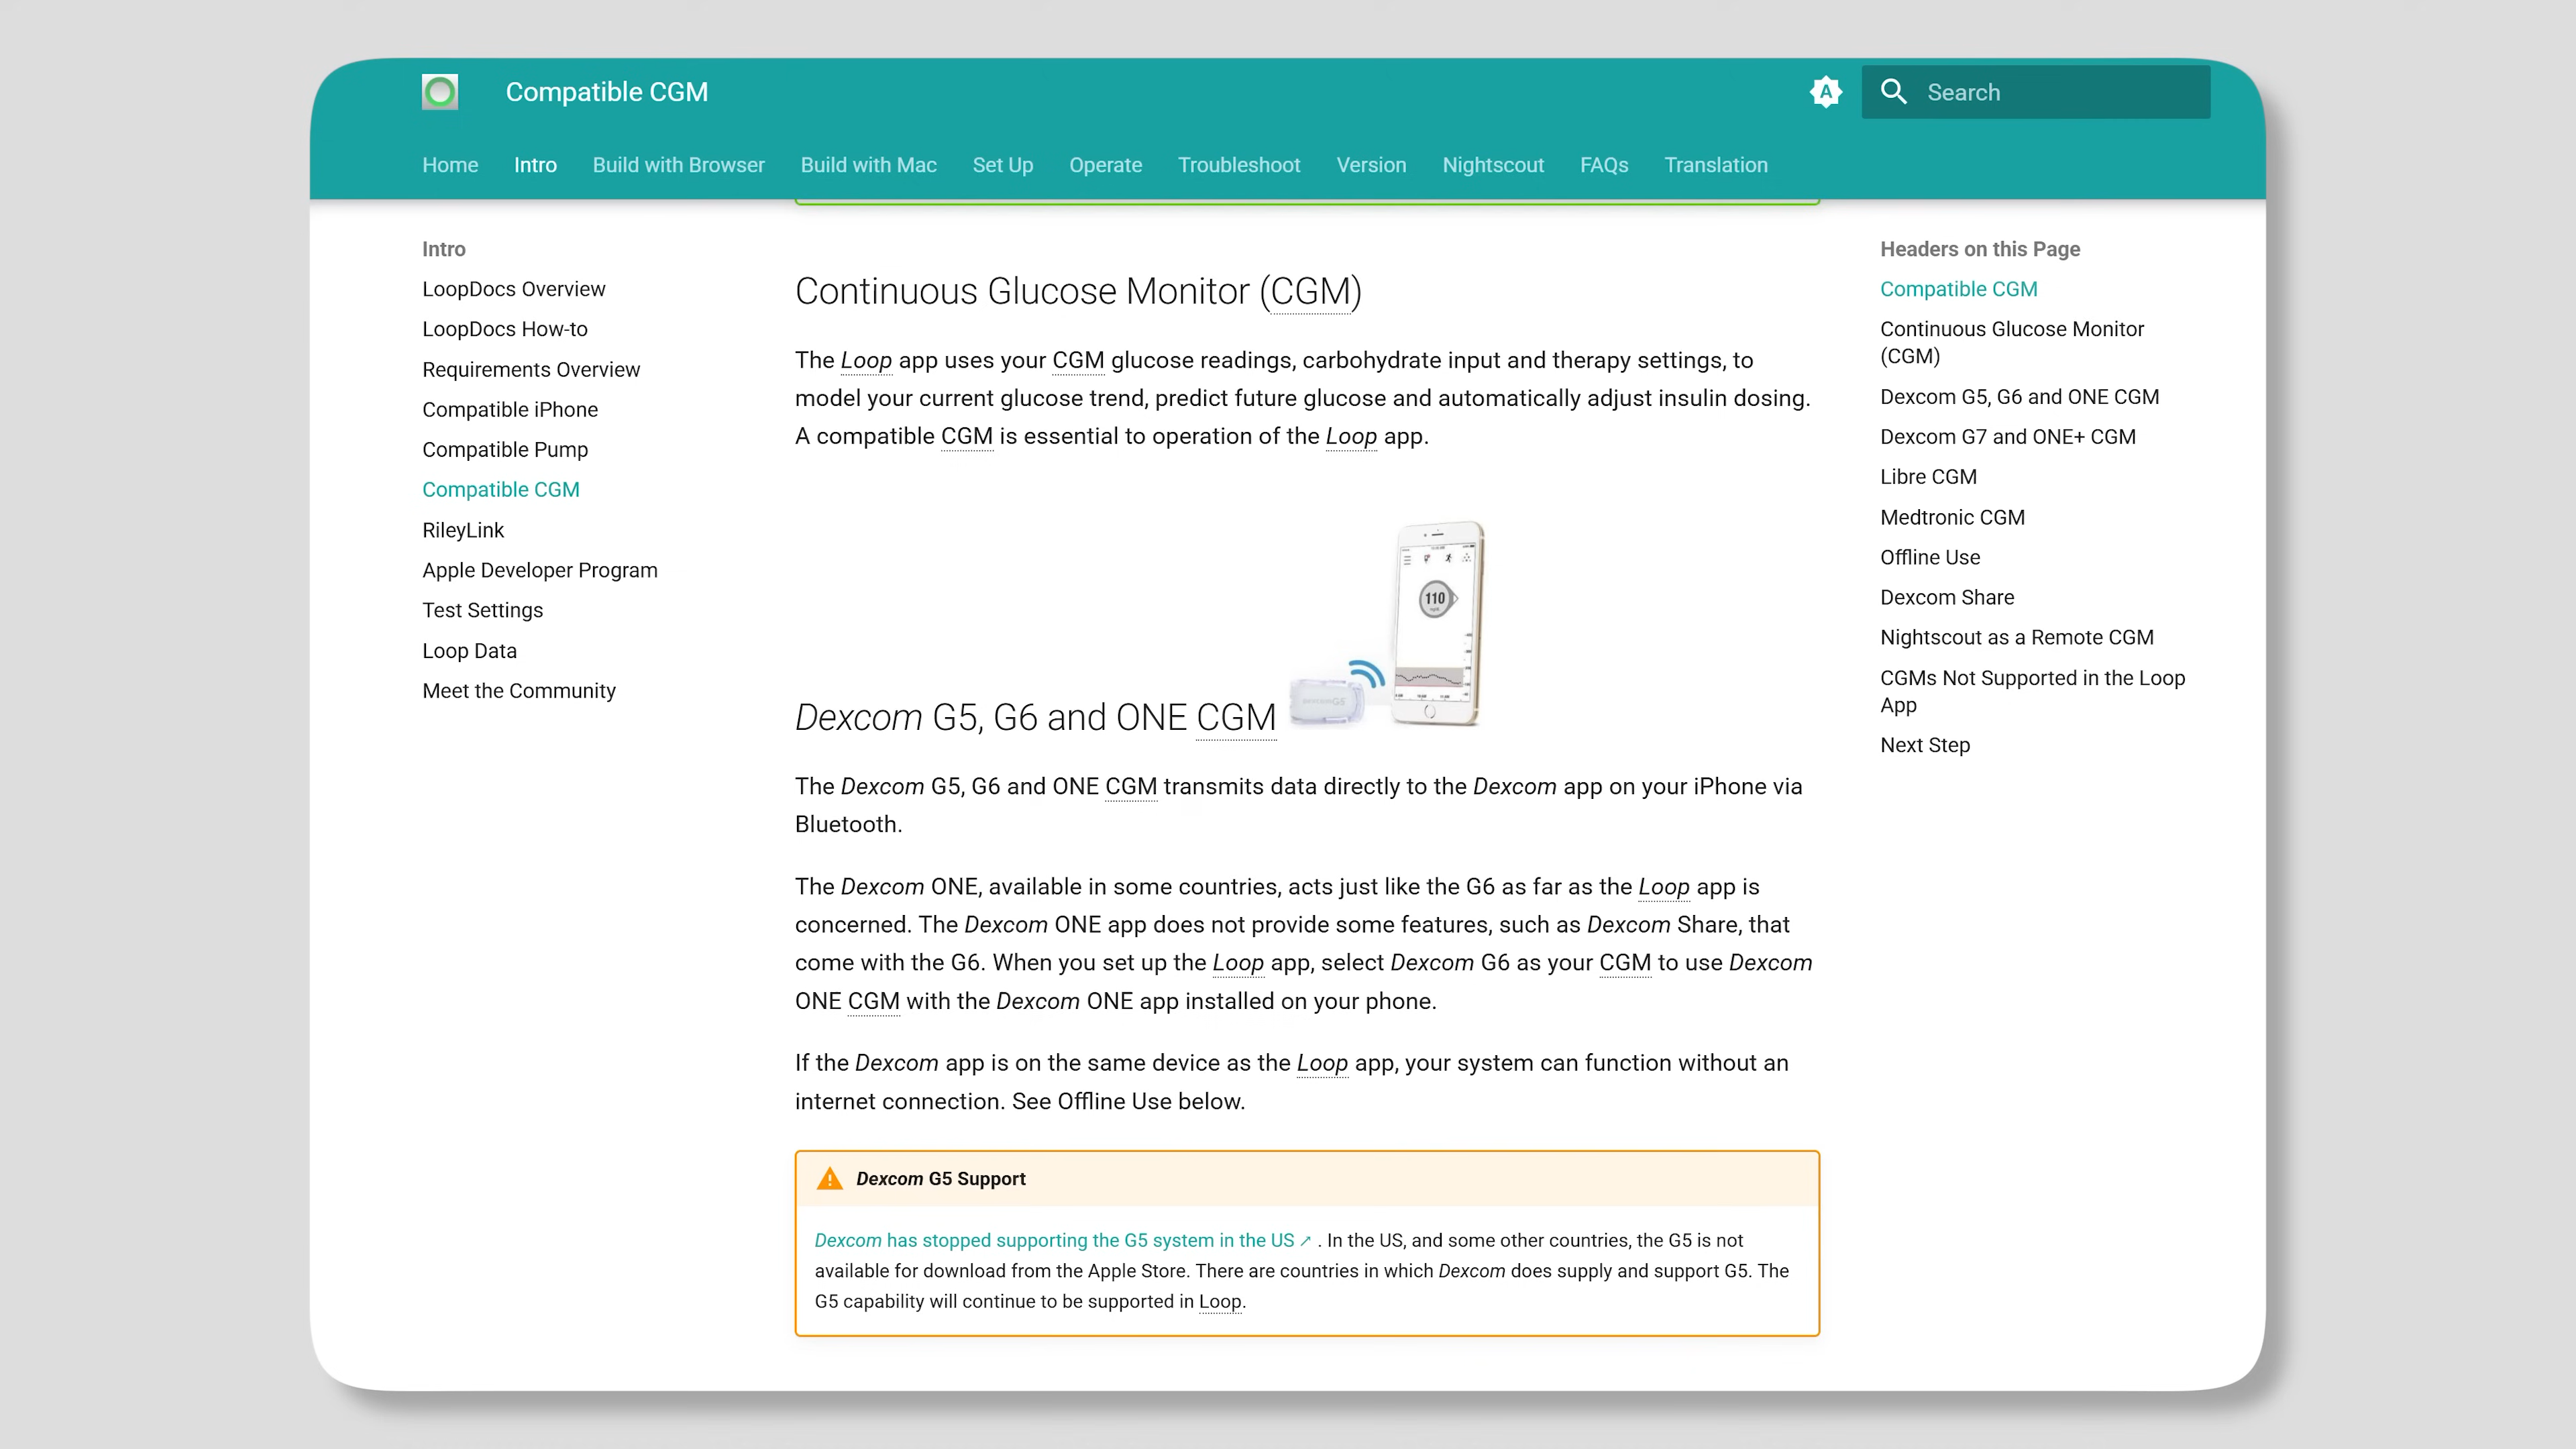 Compatible CGM
A
Search
Home Intro Build with Browser Build with Mac Set Up Operate Troubleshoot Version Nightscout FAQs Translation
Intro
LoopDocs Overview
LoopDocs How-to
Requirements Overview
Compatible iPhone
Compatible Pump
Compatible CGM
RileyLink
Apple Developer Program
Test Settings
Loop Data
Meet the Community
Continuous Glucose Monitor (CGM)
The Loop app uses your CGM glucose readings, carbohydrate input and therapy settings, to
model your current glucose trend, predict future glucose and automatically adjust insulin dosing.
A compatible CGM is essential to operation of the Loop app.
110
Dexcom G5, G6 and ONE CGM
The Dexcom G5, G6 and ONE CGM transmits data directly to the Dexcom app on your iPhone via
Bluetooth.
The Dexcom ONE, available in some countries, acts just like the G6 as far as the Loop app is
concerned. The Dexcom ONE app does not provide some features, such as Dexcom Share, that
come with the G6. When you set up the Loop app, select Dexcom G6 as your CGM to use Dexcom
ONE CGM with the Dexcom ONE app installed on your phone.
If the Dexcom app is on the same device as the Loop app, your system can function without an
internet connection. See Offline Use below.
Dexcom G5 Support
Dexcom has stopped supporting the G5 system in the US ↗ . In the US, and some other countries, the G5 is not
available for download from the Apple Store. There are countries in which Dexcom does supply and support G5. The
G5 capability will continue to be supported in Loop.
Headers on this Page
Compatible CGM
Continuous Glucose Monitor
(CGM)
Dexcom G5, G6 and ONE CGM
Dexcom G7 and ONE+ CGM
Libre CGM
Medtronic CGM
Offline Use
Dexcom Share
Nightscout as a Remote CGM
CGMs Not Supported in the Loop
App
Next Step